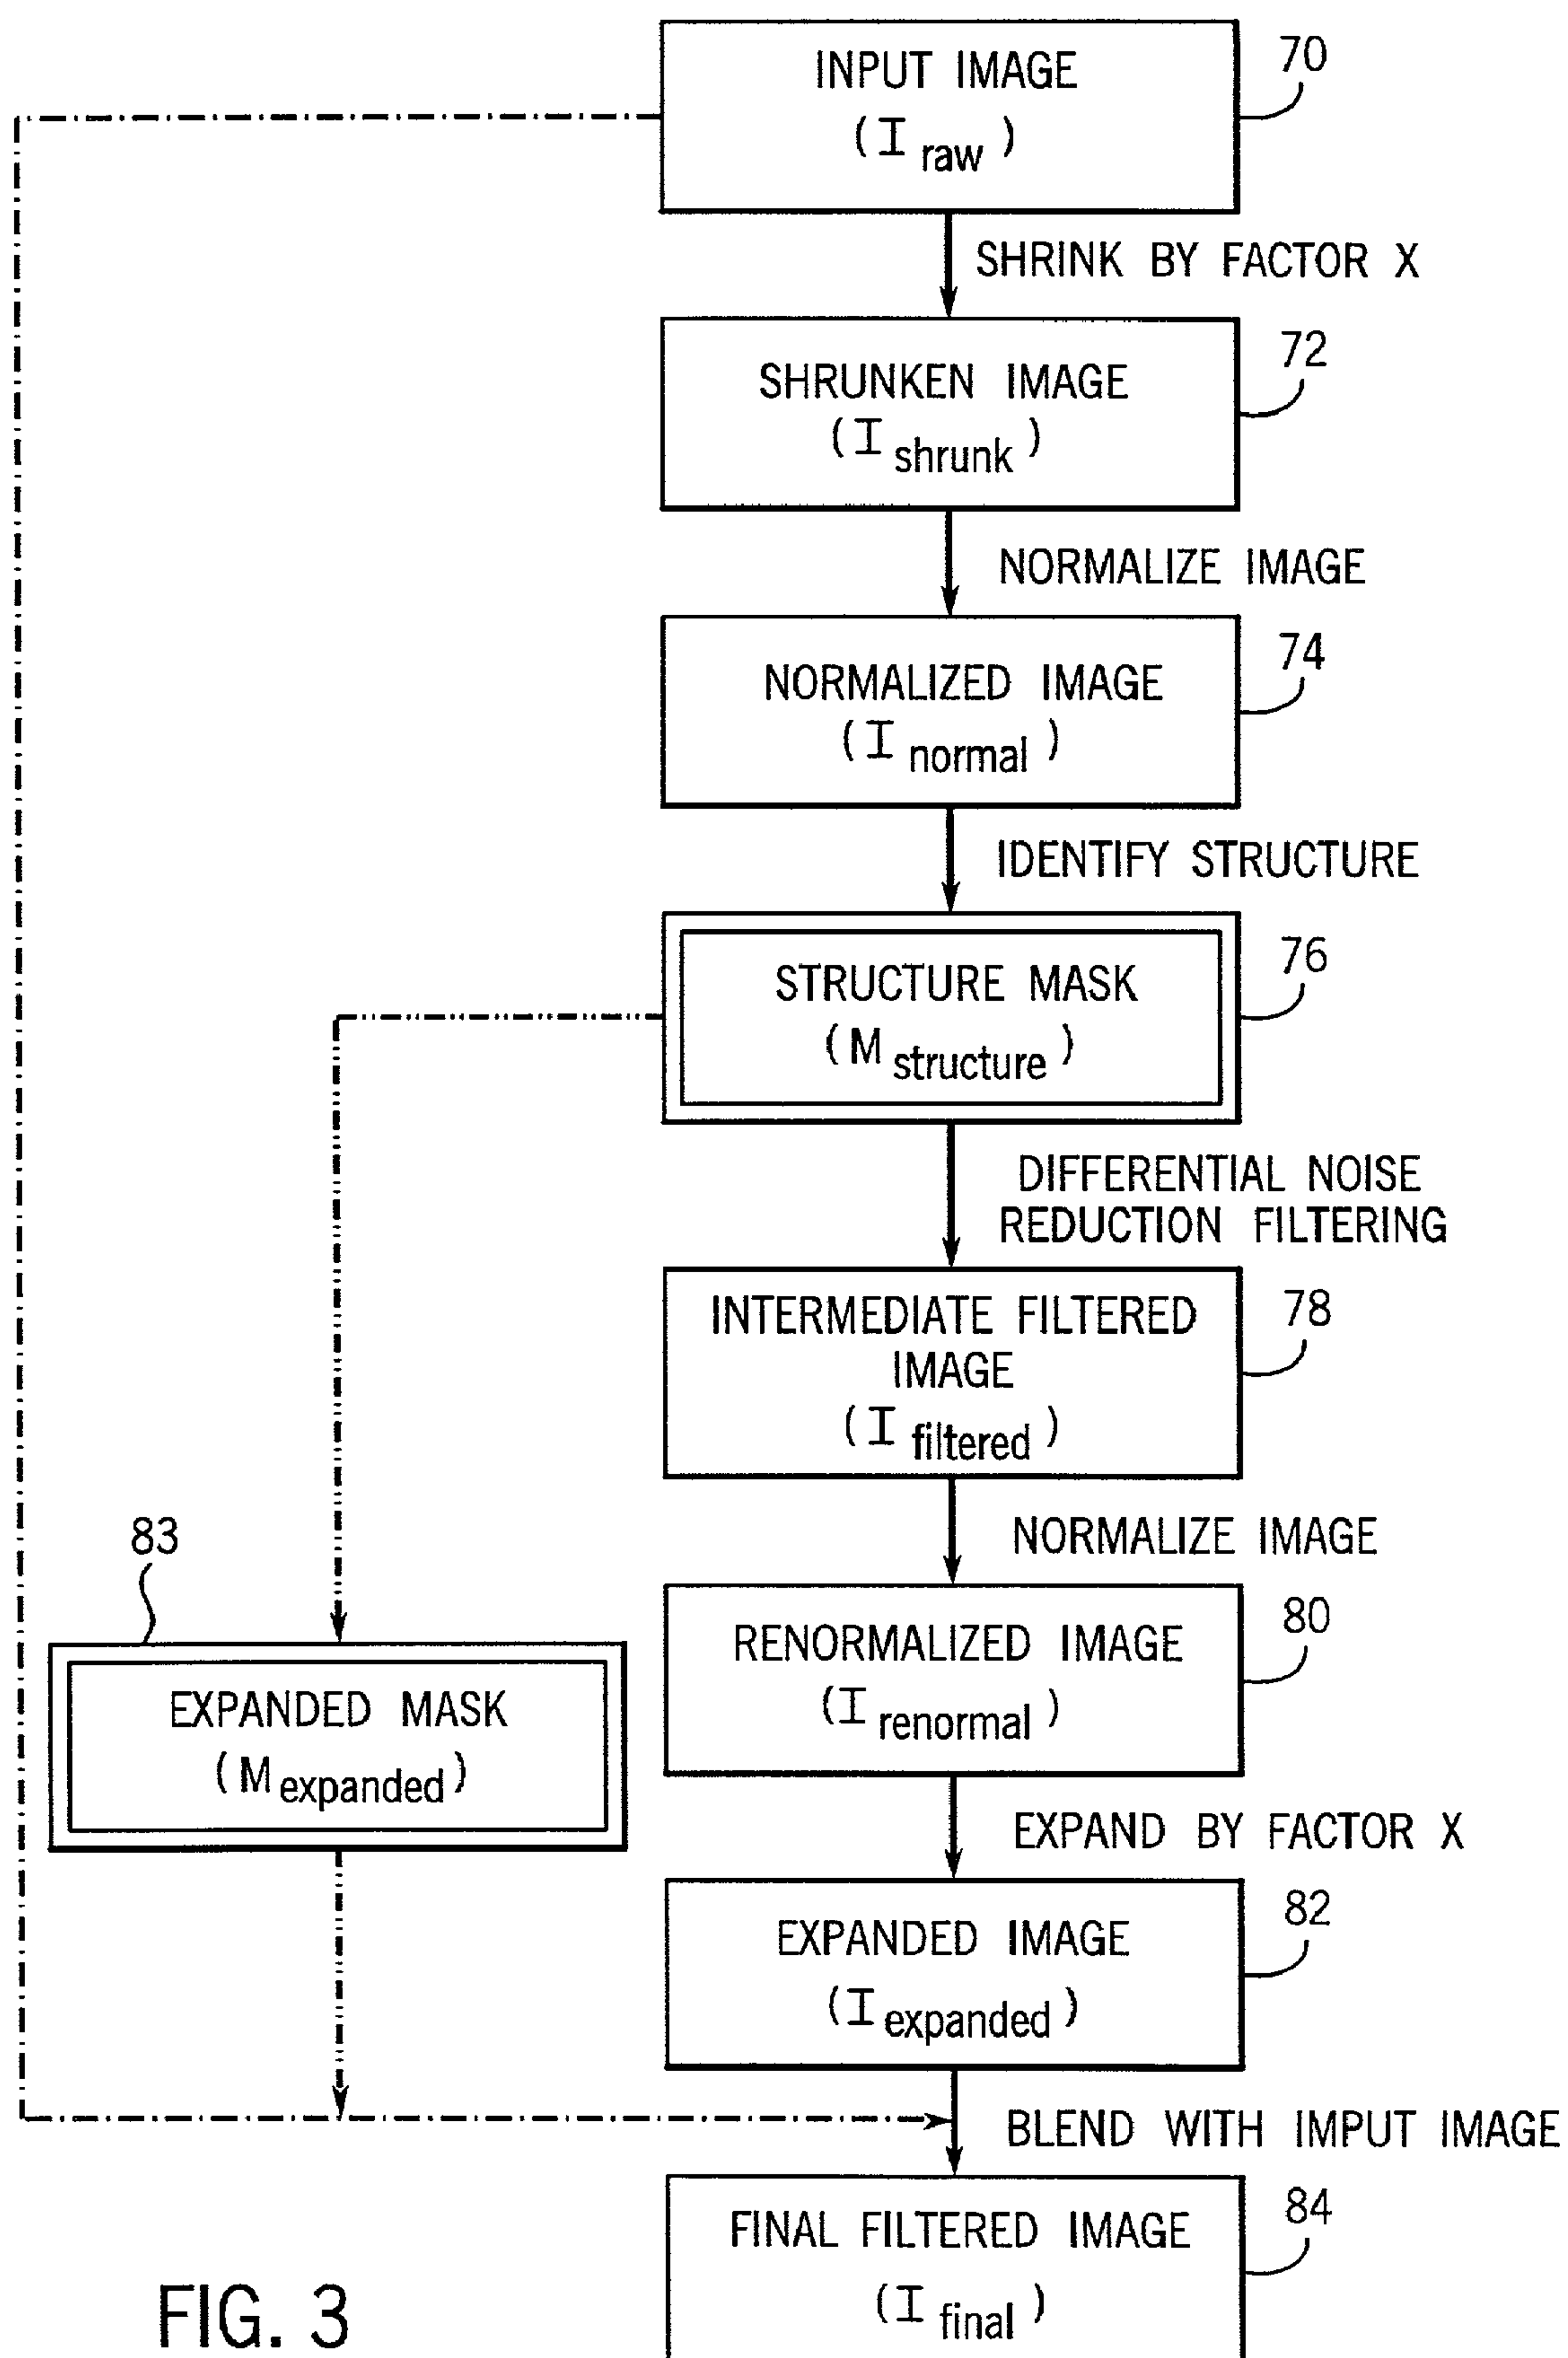 INPUT IMAGE
(I raw)
70
SHRINK BY FACTOR X
SHRUNKEN IMAGE
(I shrunk)
72
NORMALIZE IMAGE
NORMALIZED IMAGE
(I normal)
74
IDENTIFY STRUCTURE
STRUCTURE MASK
(M structure)
76
DIFFERENTIAL NOISE
REDUCTION FILTERING
INTERMEDIATE FILTERED
IMAGE
(I filtered)
78
NORMALIZE IMAGE
83
EXPANDED MASK
(M expanded)
RENORMALIZED IMAGE
(I renormal)
80
EXPAND BY FACTOR X
EXPANDED IMAGE
(I expanded)
82
BLEND WITH IMPUT IMAGE
FINAL FILTERED IMAGE
(I final)
84
FIG. 3